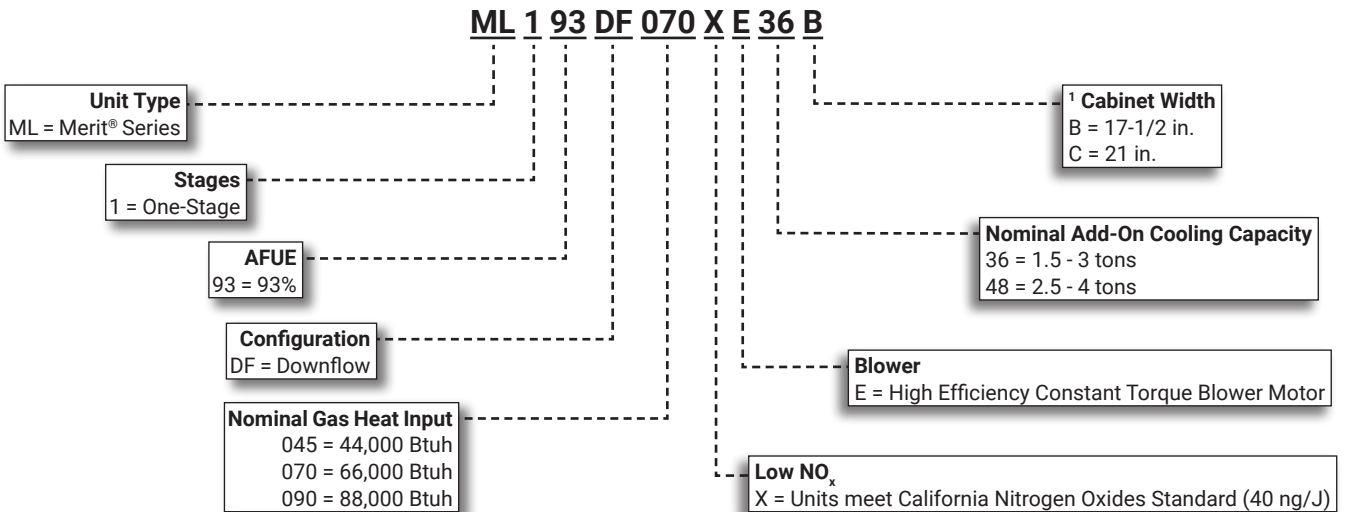 ML 1 93 DF 070 X E 36 B
Unit Type
ML = Merit® Series
Stages
1 = One-Stage
AFUE
93 = 93%
Configuration
DF = Downflow
Nominal Gas Heat Input
045 = 44,000 Btuh
070 = 66,000 Btuh
090 = 88,000 Btuh
¹ Cabinet Width
B = 17-1/2 in.
C = 21 in.
Nominal Add-On Cooling Capacity
36 = 1.5 - 3 tons
48 = 2.5 - 4 tons
Blower
E = High Efficiency Constant Torque Blower Motor
Low NOₓ
X = Units meet California Nitrogen Oxides Standard (40 ng/J)